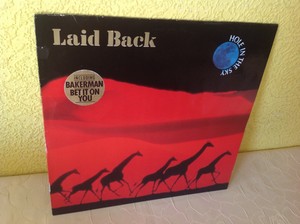 Laid Back
HOLE IN THE SKY
INCLUDING
BAKERMAN
BET IT ON
YOU